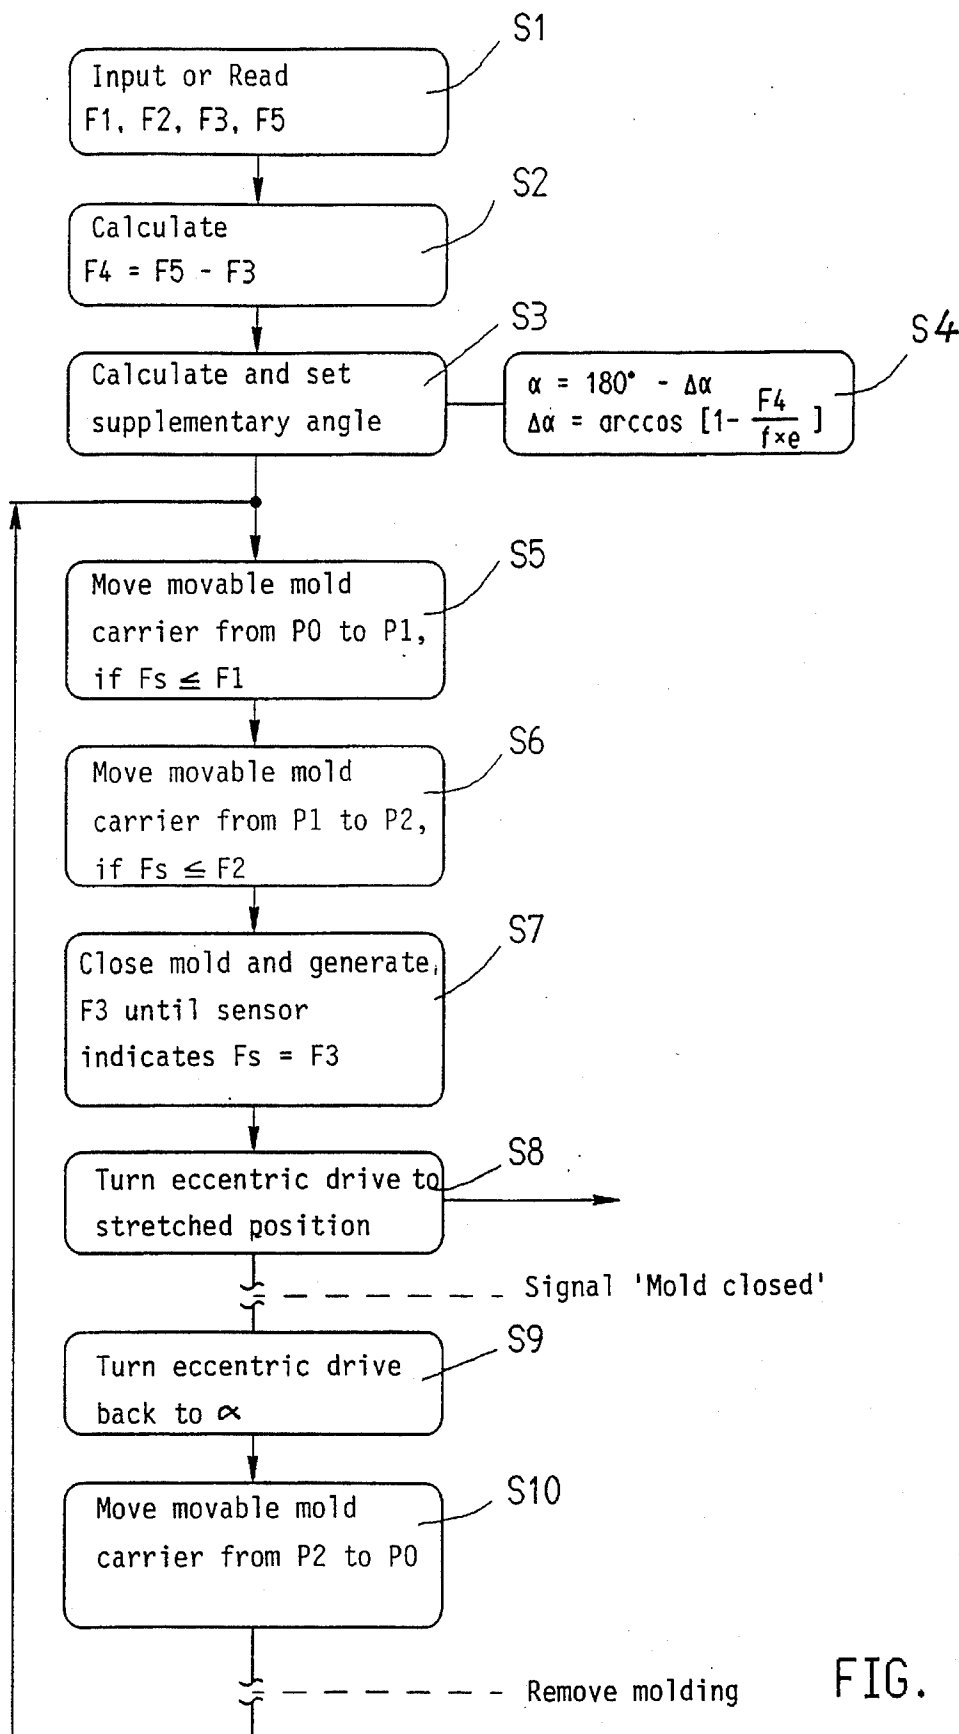 S1
Input or Read
F1, F2, F3, F5
S2
Calculate
F4 = F5 - F3
S3
Calculate and set
supplementary angle
S4
α = 180° - Δα
Δα = arccos [1- F4/f×e ]
S5
Move movable mold
carrier from P0 to P1,
if Fs ≦ F1
S6
Move movable mold
carrier from P1 to P2,
if Fs ≦ F2
S7
Close mold and generate
F3 until sensor
indicates Fs = F3
S8
Turn eccentric drive to
stretched position
Signal 'Mold closed'
S9
Turn eccentric drive
back to α
S10
Move movable mold
carrier from P2 to P0
Remove molding
FIG.